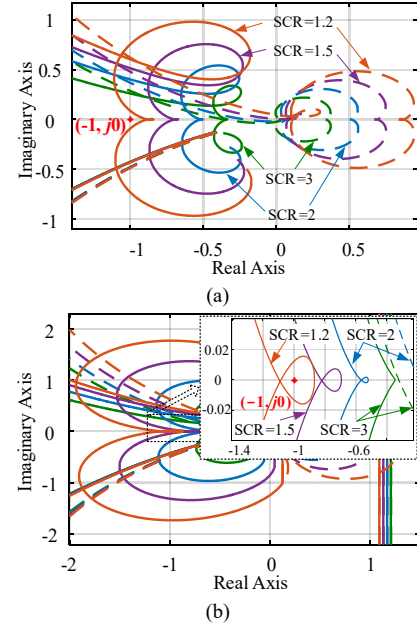 (a)
SCR=1.2
SCR=1.5
1
0.5
0
-0.5
-1
Imaginary Axis
(-1, j0)
SCR=3
SCR=2
-1
-0.5
0
0.5
Real Axis
(a)
2
1
0
-1
-2
Imaginary Axis
0.04
0
-0.02
SCR=1.2
SCR=2
(-1, j0)
SCR=1.5
SCR=3
-1.4
-1
-0.6
-2
-1
0
1
Real Axis
(b)